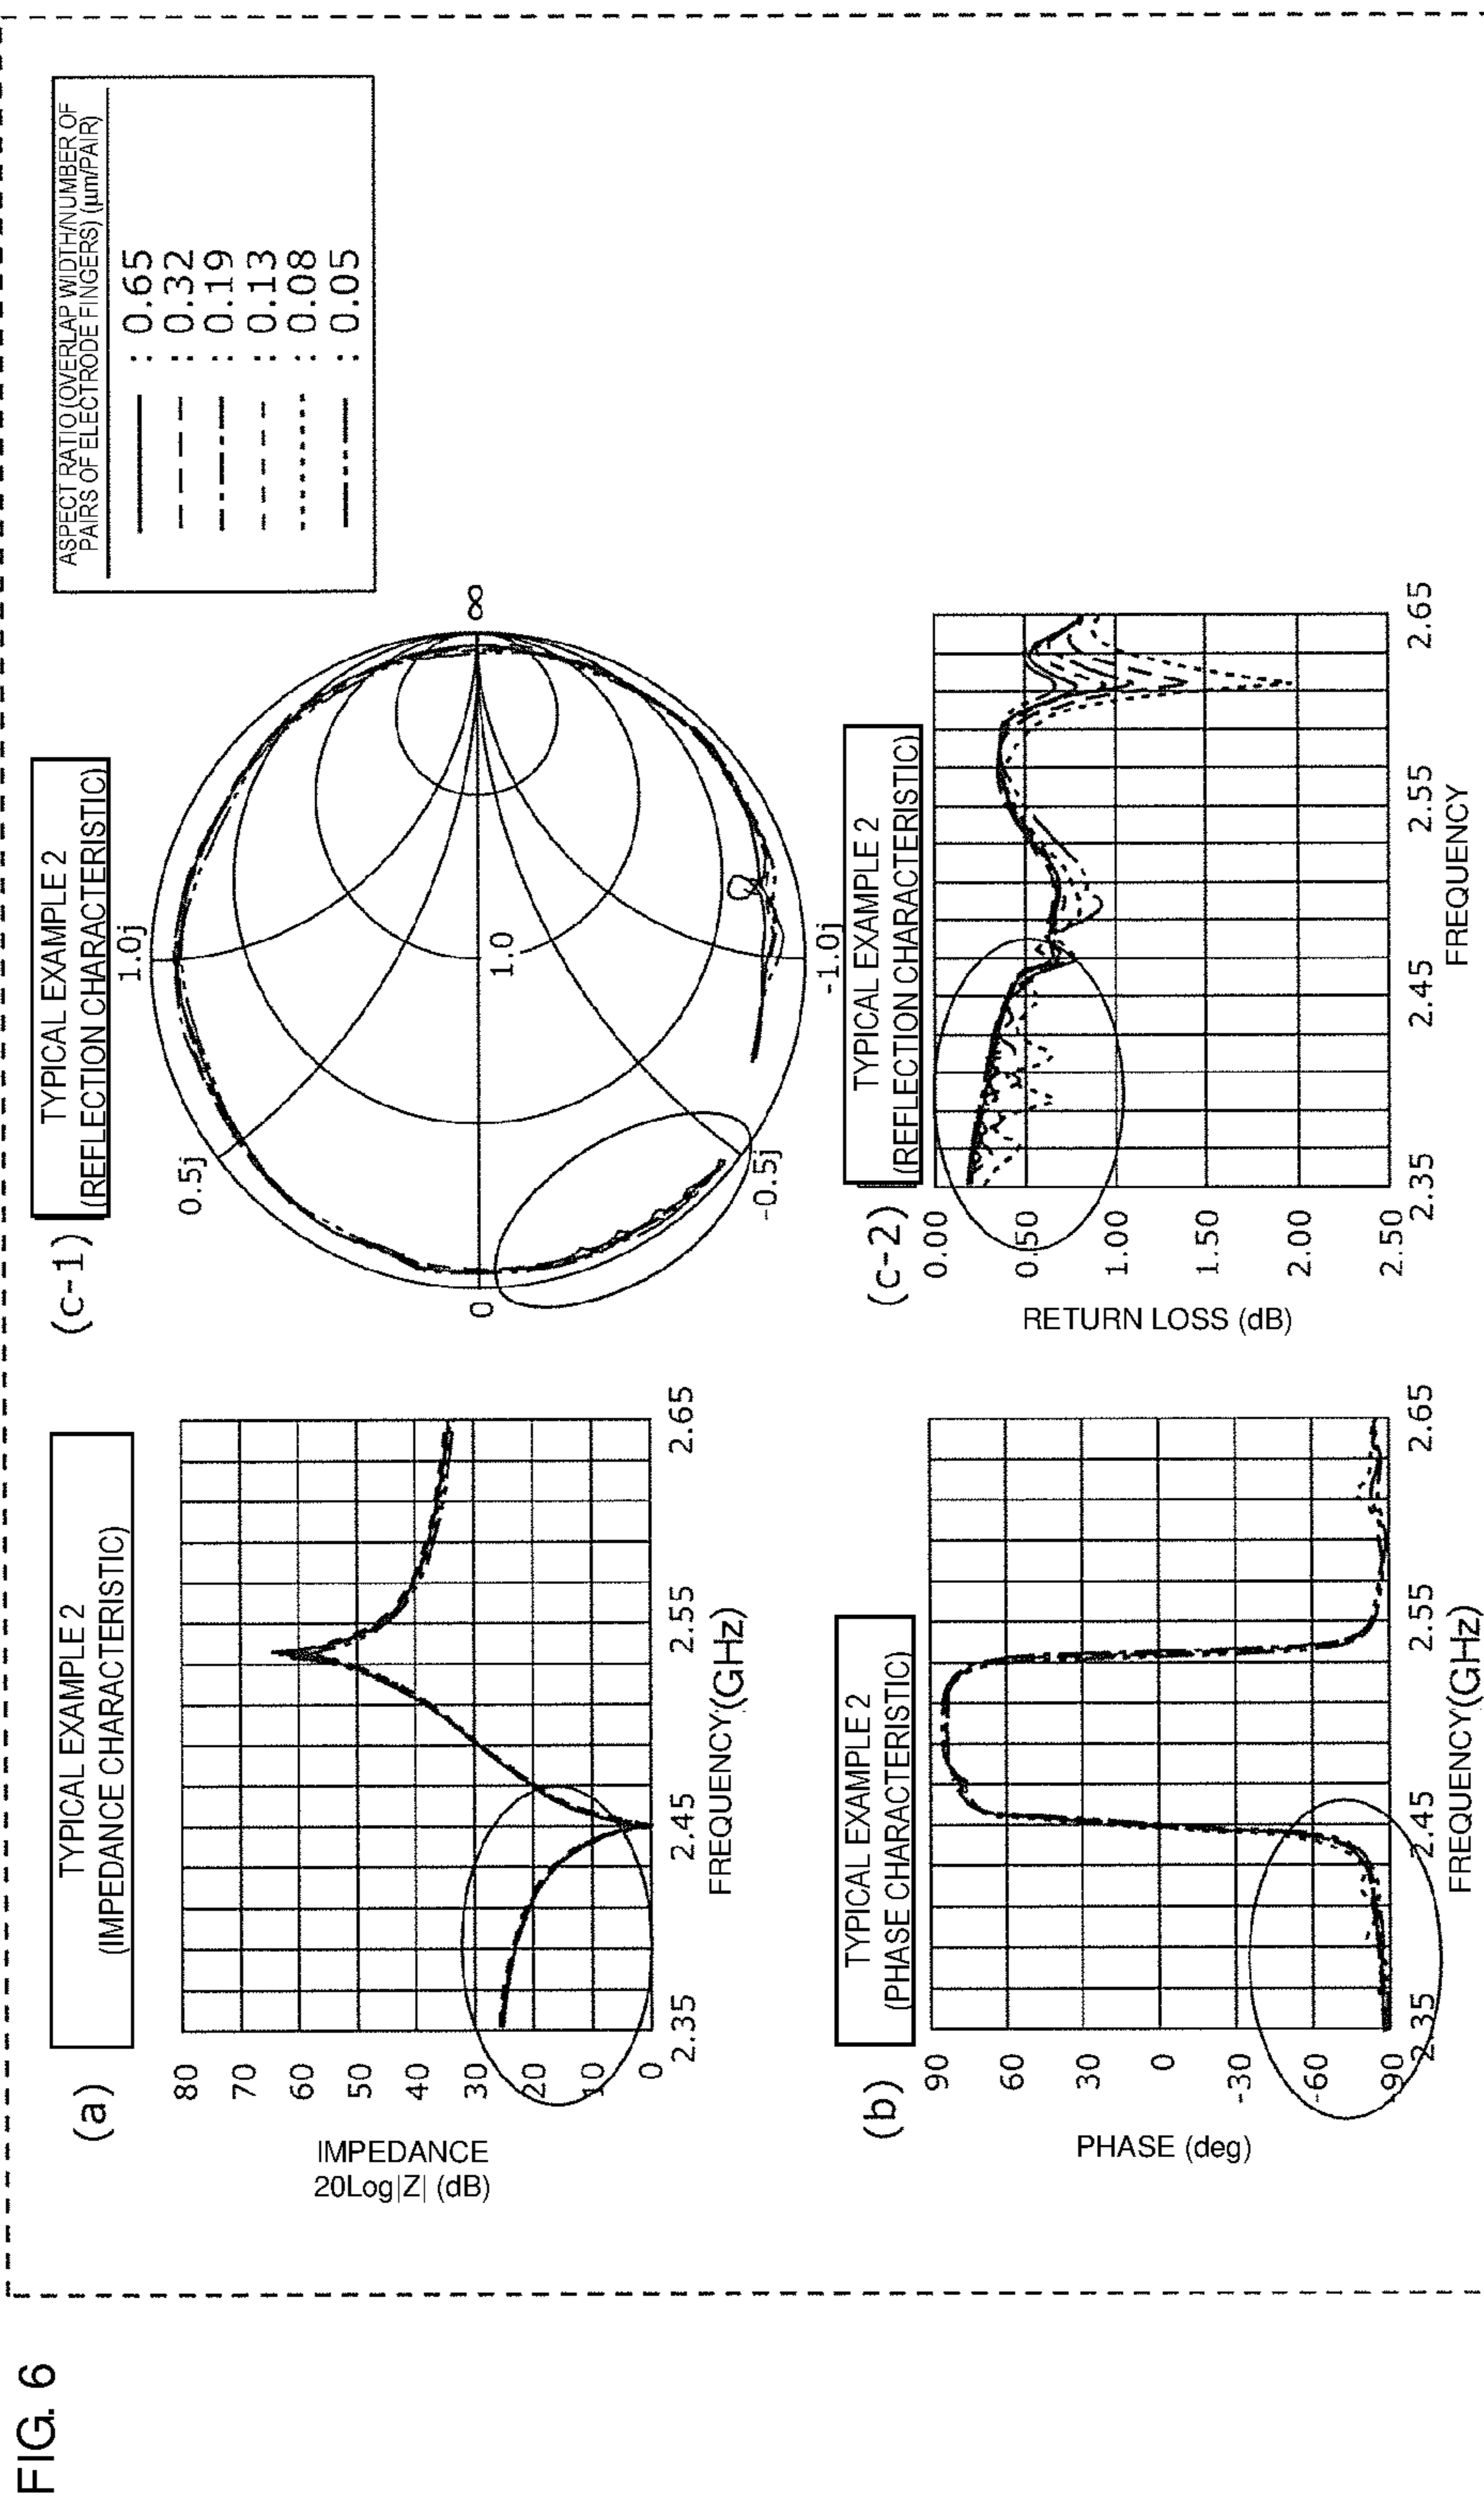 FIG. 6
(a)
TYPICAL EXAMPLE 2
(IMPEDANCE CHARACTERISTIC)
IMPEDANCE
20Log|Z| (dB)
80
70
60
50
40
30
20
10
0
2.35
2.45
2.55
2.65
FREQUENCY (GHz)
(b)
TYPICAL EXAMPLE 2
(PHASE CHARACTERISTIC)
PHASE (deg)
90
60
30
0
-30
-60
-90
2.35
2.45
2.55
2.65
FREQUENCY(GHz)
(c-1)
TYPICAL EXAMPLE 2
(REFLECTION CHARACTERISTIC)
0
0.5j
1.0j
1.0
∞
-0.5j
-1.0j
(c-2)
TYPICAL EXAMPLE 2
(REFLECTION CHARACTERISTIC)
RETURN LOSS (dB)
0.00
0.50
1.00
1.50
2.00
2.50
2.35
2.45
2.55
2.65
FREQUENCY
ASPECT RATIO (OVERLAP WIDTH/NUMBER OF
PAIRS OF ELECTRODE FINGERS) (μm/PAIR)
: 0.65
: 0.32
: 0.19
: 0.13
: 0.08
: 0.05